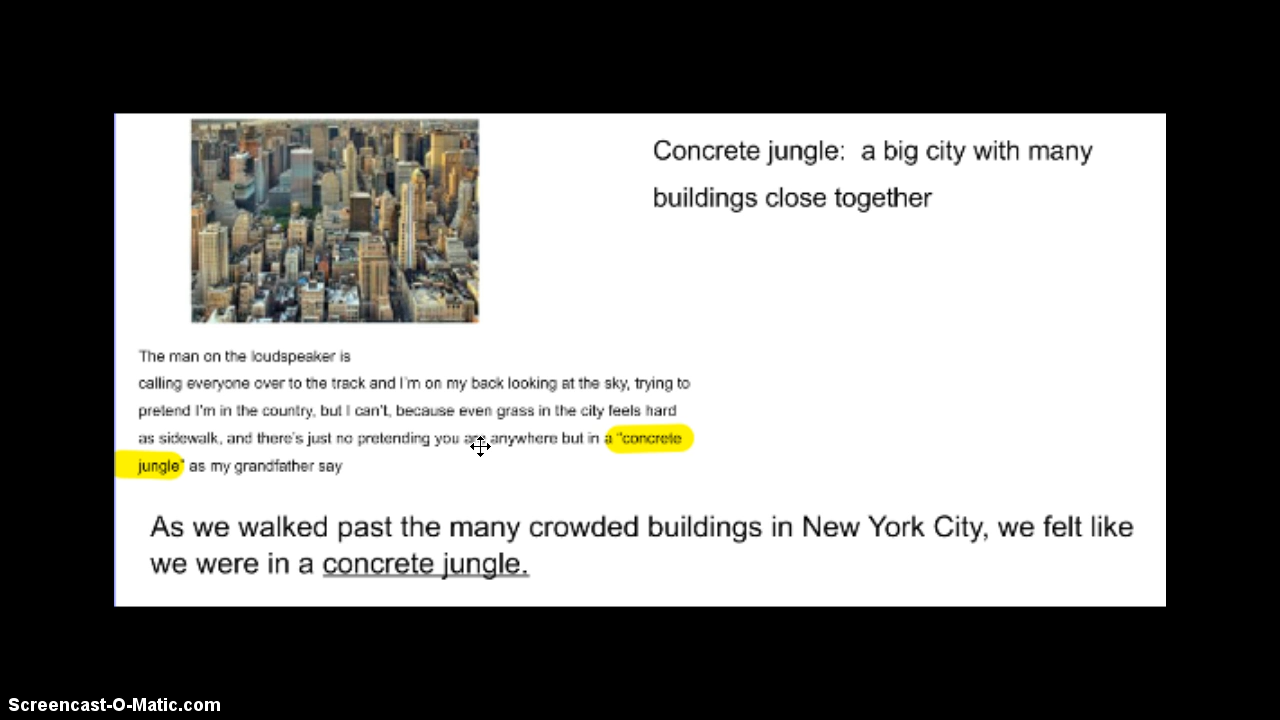 Concrete jungle: a big city with many
buildings close together
The man on the loudspeaker is
calling everyone over to the track and I'm on my back looking at the sky, trying to
pretend I'm in the country, but I can't, because even grass in the city feels hard
as sidewalk, and there's just no pretending you are anywhere but in a "concrete
jungle" as my grandfather say
As we walked past the many crowded buildings in New York City, we felt like
we were in a concrete jungle.
Screencast-O-Matic.com